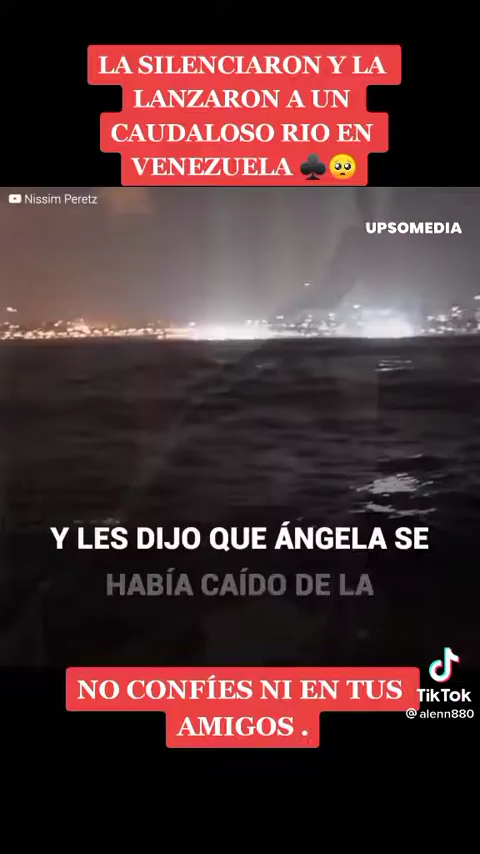 LA SILENCIARON Y LA
LANZARON A UN
CAUDALOSO RIO EN
VENEZUELA ♣️🥺
Nissim Peretz
UPSOMEDIA
Y LES DIJO QUE ÁNGELA SE
HABÍA CAÍDO DE LA
NO CONFÍES NI EN TUS
AMIGOS .
TikTok
@alenn880